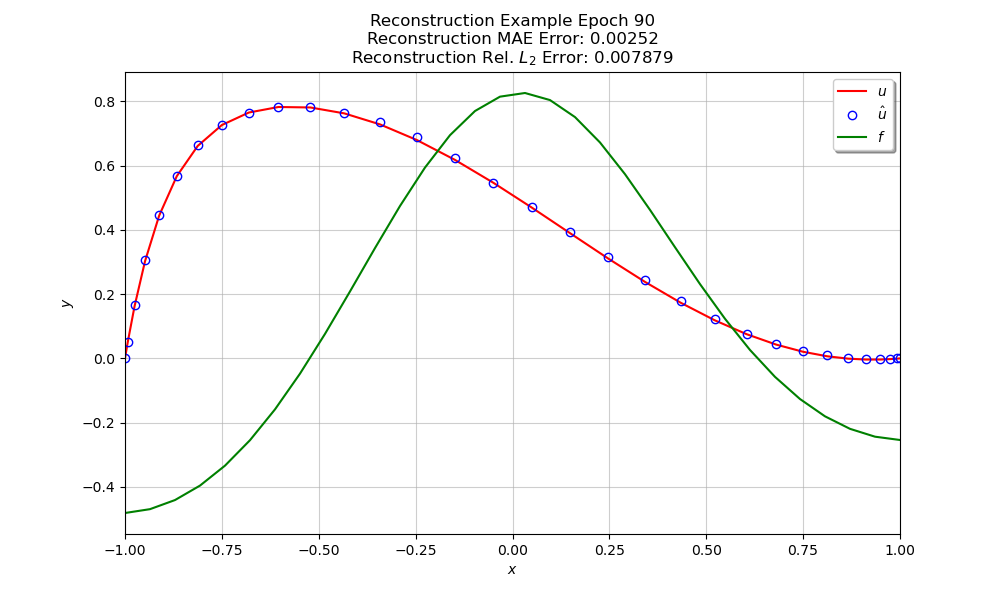 Reconstruction Example Epoch 90
Reconstruction MAE Error: 0.00252
Reconstruction Rel. $L_2$ Error: 0.007879
u
û
f
0.8
0.6
0.4
0.2
0.0
−0.2
−0.4
y
−1.00 −0.75 −0.50 −0.25 0.00 0.25 0.50 0.75 1.00
x